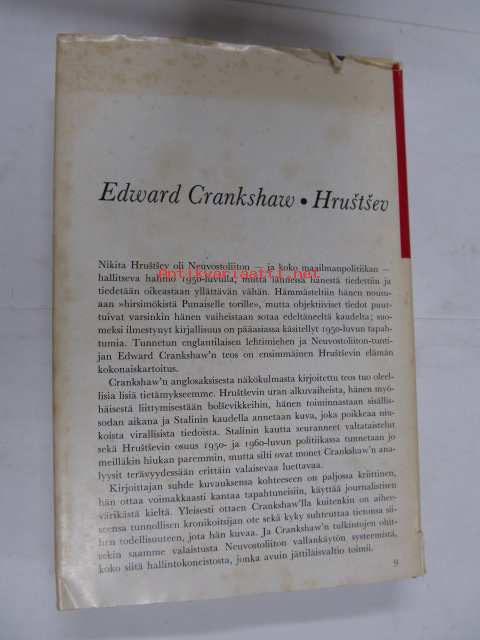 Edward Crankshaw • Hruštšev
Nikita Hruštšev oli Neuvostoliiton — ja koko maailmanpolitiikan —
hallitseva hahmo 1950-luvulla, mutta lännessä hänestä tiedettiin ja
tiedetään oikeastaan yllättävän vähän. Hämmästeltiin hänen nousu-
aan »hirsimökistä Punaiselle torille», mutta objektiiviset tiedot puut-
tuivat varsinkin hänen vaiheistaan sotaa edeltäneeltä kaudelta; suo-
meksi ilmestynyt kirjallisuus on pääasiassa käsitellyt 1950-luvun tapah-
tumia. Tunnetun englantilaisen lehtimiehen ja Neuvostoliiton-tunti-
jan Edward Crankshaw'n teos on ensimmäinen Hruštševin elämän
kokonaiskartoitus.
Crankshaw'n anglosaksisesta näkökulmasta kirjoitettu teos tuo oleel-
lisia lisiä tietämykseemme. Hruštševin uran alkuvaiheista, hänen myö-
häisestä liittymisestään bolševikkeihin, hänen toiminnastaan sisällis-
sodan aikana ja Stalinin kaudella annetaan kuva, joka poikkeaa niu-
koista virallisista tiedoista. Stalinin kautta seuranneet valtataistelut
sekä Hruštševin osuus 1950- ja 1960-luvun politiikassa tunnetaan jo
meilläkin hiukan paremmin, mutta silti ovat monet Crankshaw'n ana-
lyysit terävyydessään erittäin valaisevaa luettavaa.
Kirjoittajan suhde kuvauksensa kohteeseen on paljossa kriittinen,
hän ottaa voimakkaasti kantaa tapahtuneisiin, käyttää journalistisen
värikästä kieltä. Yleisesti ottaen Crankshaw'lla kuitenkin on aihee-
seensa tunnollisen kronikoitsijan ote sekä kyky suhteuttaa tietonsa sii-
hen todellisuuteen, jota hän kuvaa. Ja Crankshaw'n tulkintojen ohit-
sekin saamme valaistusta Neuvostoliiton vallankäytön systeemistä,
koko siitä hallintokoneistosta, jonka avuin jättiläisvaltio toimii.
9
antikvariaatti.net